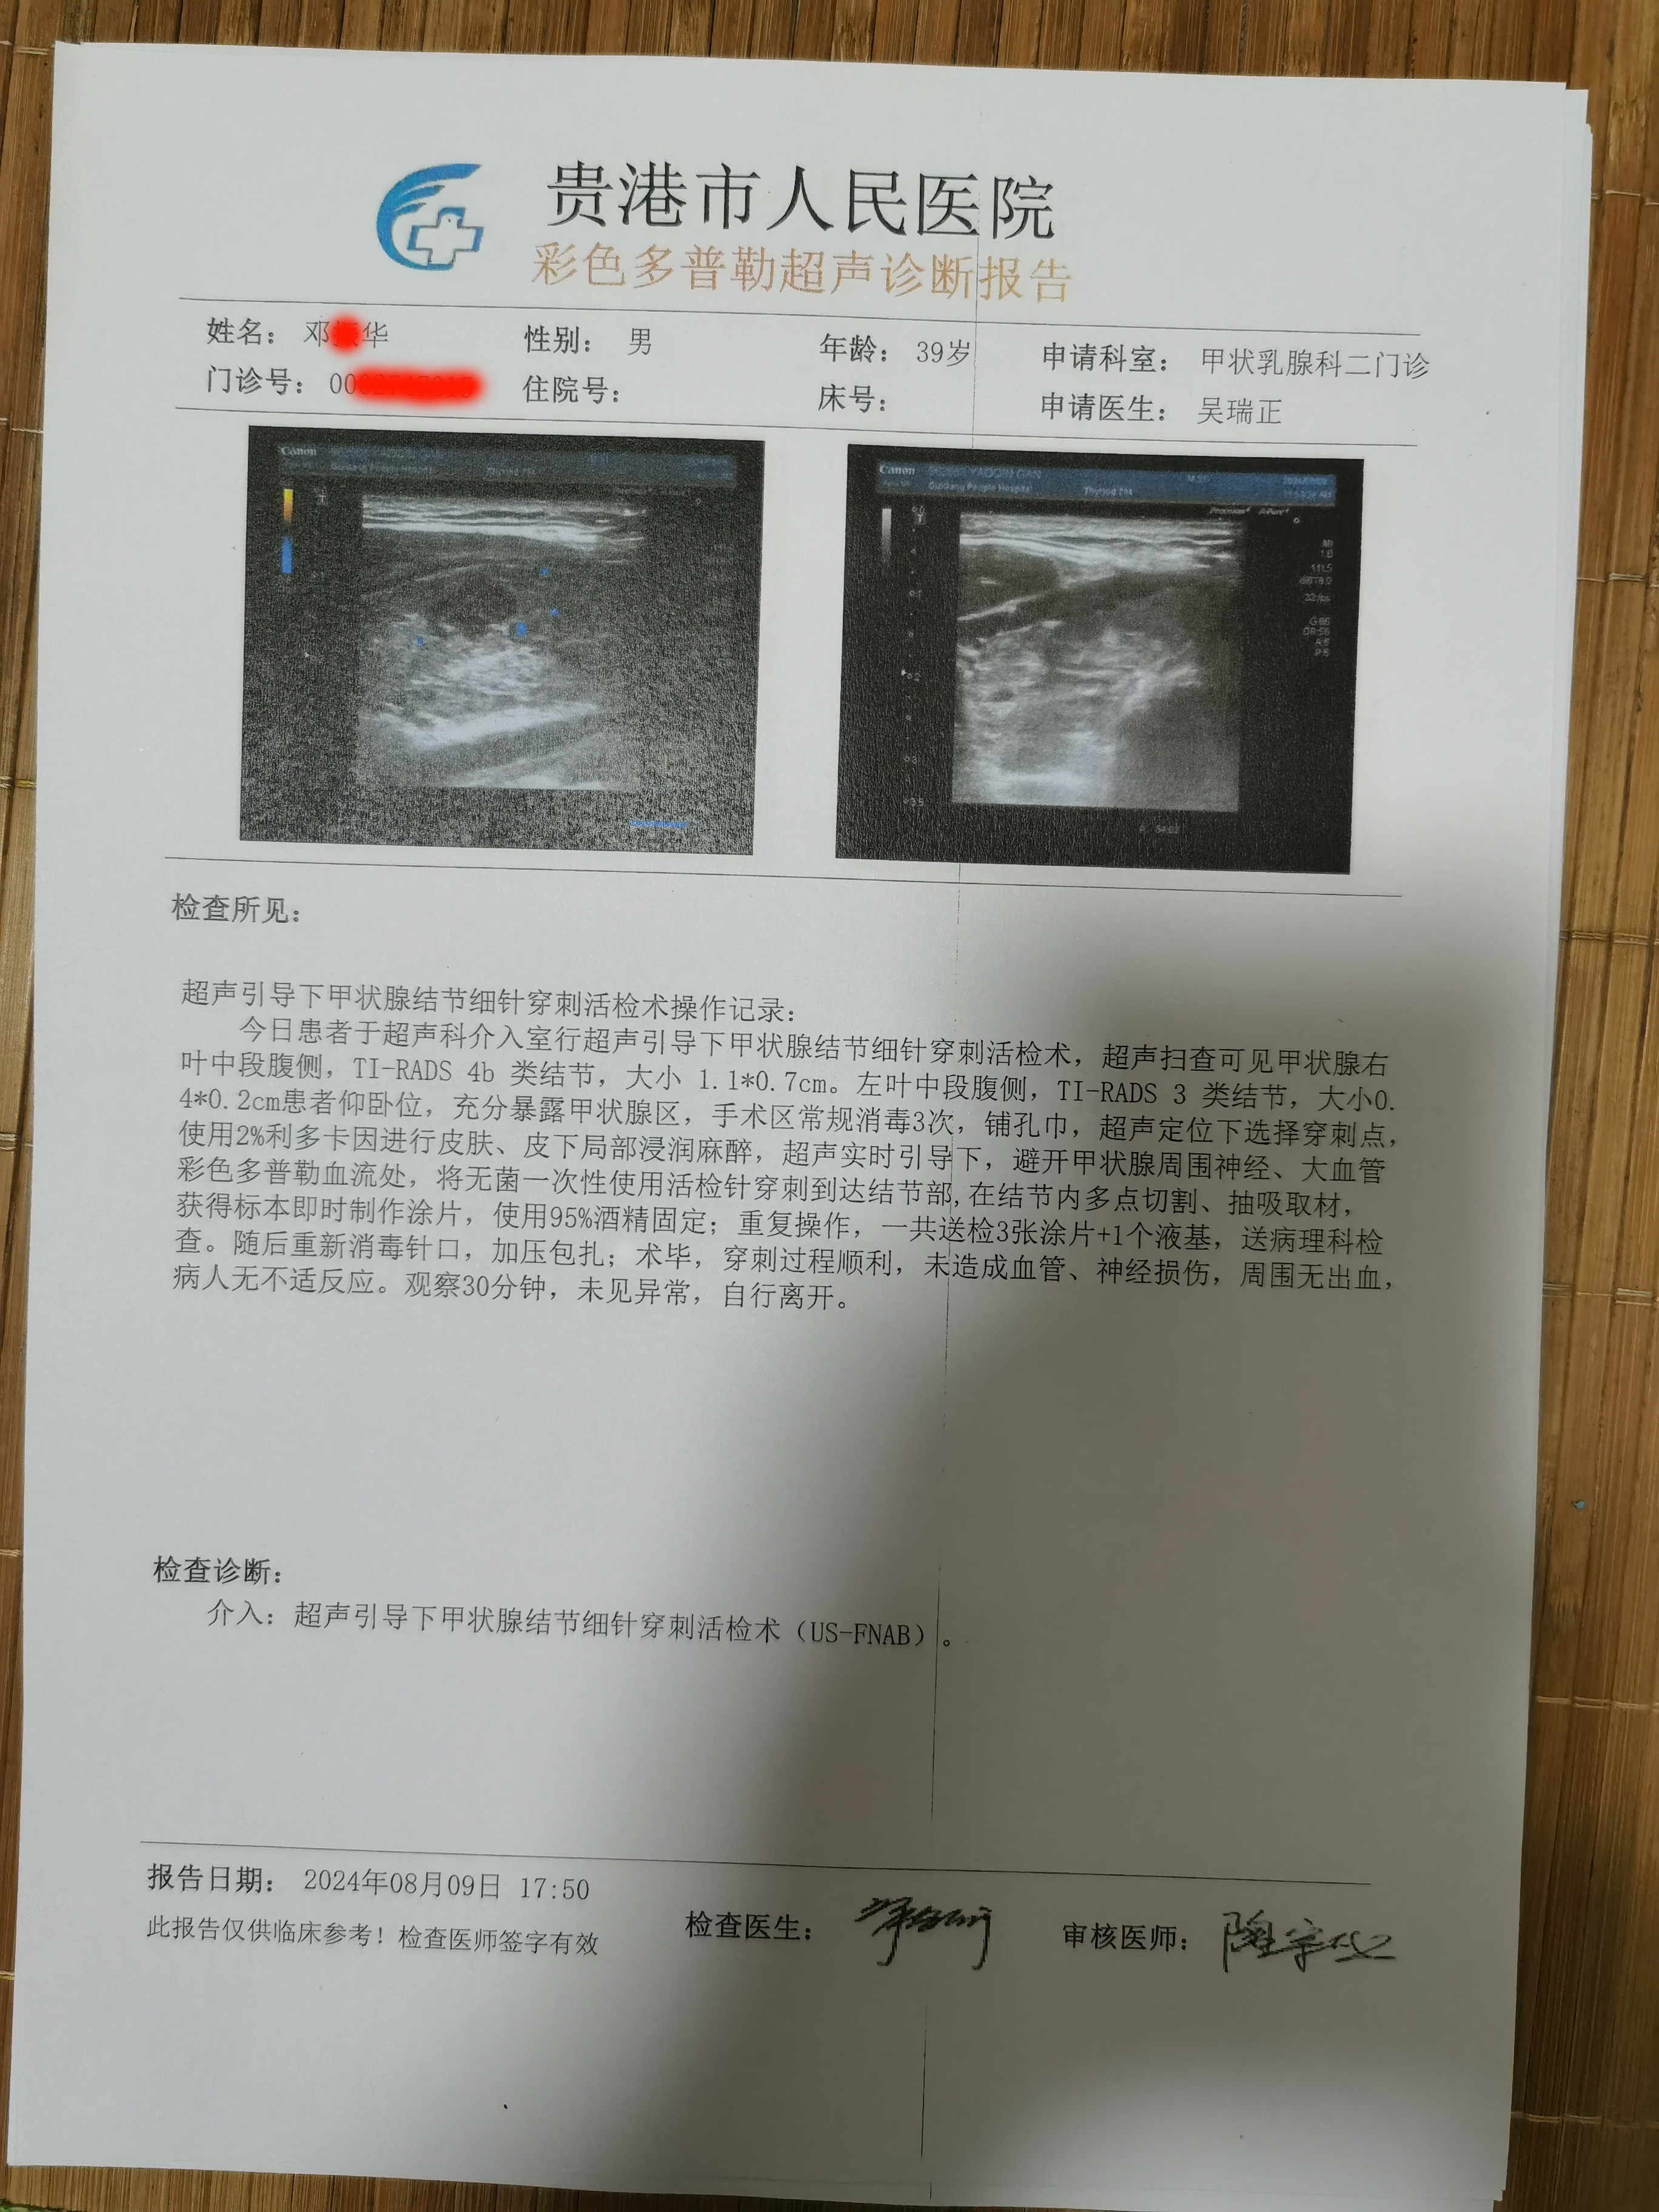 贵港市人民医院
彩色多普勒超声诊断报告
姓名: 邓 华 性别: 男 年龄: 39岁 申请科室: 甲状乳腺科二门诊
门诊号: 00 住院号: 床号: 申请医生: 吴瑞正
Canon
Guigang People Hospital Thyroid
Canon
Guigang People Hospital Thyroid
Precision+ A.Pure+
检查所见:
超声引导下甲状腺结节细针穿刺活检术操作记录:
今日患者于超声科介入室行超声引导下甲状腺结节细针穿刺活检术, 超声扫查可见甲状腺右
叶中段腹侧, TI-RADS 4b 类结节, 大小 1.1*0.7cm。左叶中段腹侧, TI-RADS 3 类结节, 大小0.
4*0.2cm患者仰卧位, 充分暴露甲状腺区, 手术区常规消毒3次, 铺孔巾, 超声定位下选择穿刺点,
使用2%利多卡因进行皮肤、皮下局部浸润麻醉, 超声实时引导下, 避开甲状腺周围神经、大血管
彩色多普勒血流处, 将无菌一次性使用活检针穿刺到达结节部,在结节内多点切割、抽吸取材,
获得标本即时制作涂片, 使用95%酒精固定; 重复操作, 一共送检3张涂片+1个液基, 送病理科检
查。随后重新消毒针口, 加压包扎; 术毕, 穿刺过程顺利, 未造成血管、神经损伤, 周围无出血,
病人无不适反应。观察30分钟, 未见异常, 自行离开。
检查诊断:
介入: 超声引导下甲状腺结节细针穿刺活检术 (US-FNAB) 。
报告日期: 2024年08月09日 17:50
此报告仅供临床参考! 检查医师签字有效 检查医生: 审核医师: